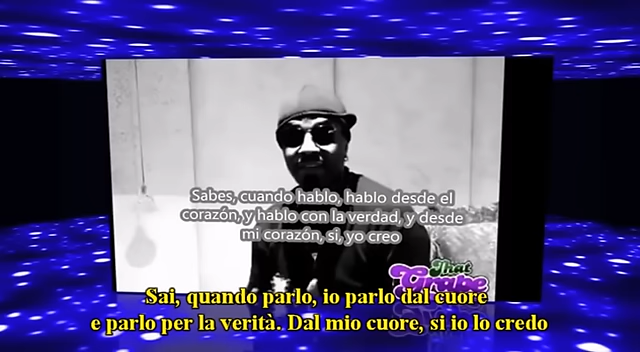 Sabes, cuando hablo, hablo desde el
corazón, y hablo con la verdad, y desde
mi corazón, si, yo creo
That
Grape
Sai, quando parlo, io parlo dal cuore
e parlo per la verità. Dal mio cuore, si io lo credo